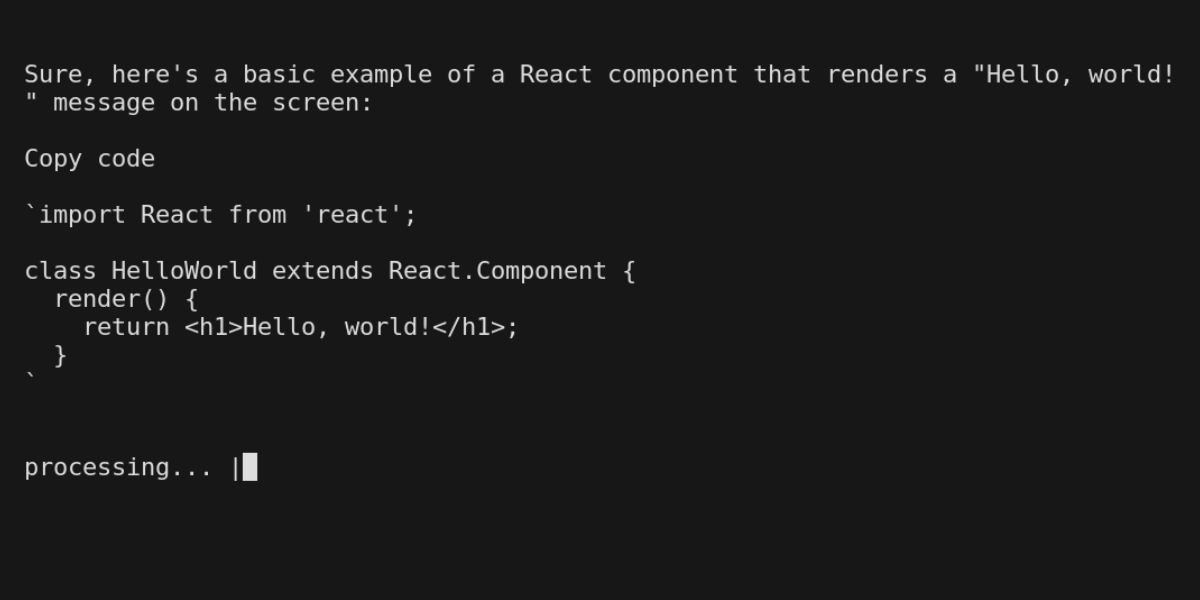 Sure, here's a basic example of a React component that renders a "Hello, world!
" message on the screen:
Copy code
`import React from 'react';
class HelloWorld extends React.Component {
  render() {
    return <h1>Hello, world!</h1>;
  }
`
processing... |